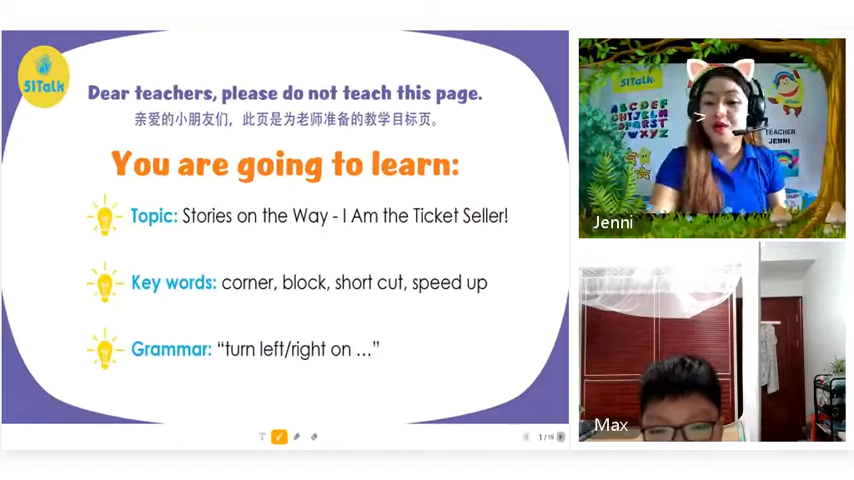 51Talk
Dear teachers, please do not teach this page.
亲爱的小朋友们，此页是为老师准备的教学目标页。
You are going to learn:
Topic: Stories on the Way - I Am the Ticket Seller!
Key words: corner, block, short cut, speed up
Grammar: “turn left/right on ...”
T
1/19
51Talk
ABCDEF
GHIJKLM
TEACHER
JENNI
Jenni
Max